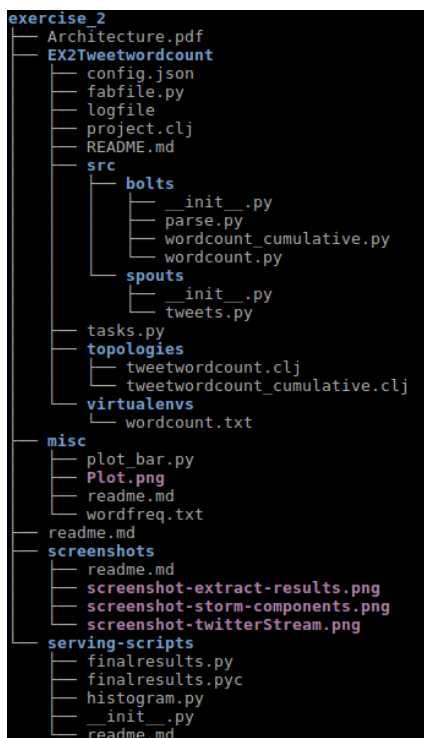 exercise_2
├── Architecture.pdf
├── EX2Tweetwordcount
│   ├── config.json
│   ├── fabfile.py
│   ├── logfile
│   ├── project.clj
│   ├── README.md
│   ├── src
│   │   ├── bolts
│   │   │   ├── __init__.py
│   │   │   ├── parse.py
│   │   │   ├── wordcount_cumulative.py
│   │   │   └── wordcount.py
│   │   └── spouts
│   │       ├── __init__.py
│   │       └── tweets.py
│   ├── tasks.py
│   ├── topologies
│   │   ├── tweetwordcount.clj
│   │   └── tweetwordcount_cumulative.clj
│   └── virtualenvs
│       └── wordcount.txt
├── misc
│   ├── plot_bar.py
│   ├── Plot.png
│   ├── readme.md
│   └── wordfreq.txt
├── readme.md
├── screenshots
│   ├── readme.md
│   ├── screenshot-extract-results.png
│   ├── screenshot-storm-components.png
│   └── screenshot-twitterStream.png
└── serving-scripts
    ├── finalresults.py
    ├── finalresults.pyc
    ├── histogram.py
    ├── __init__.py
    └── readme.md